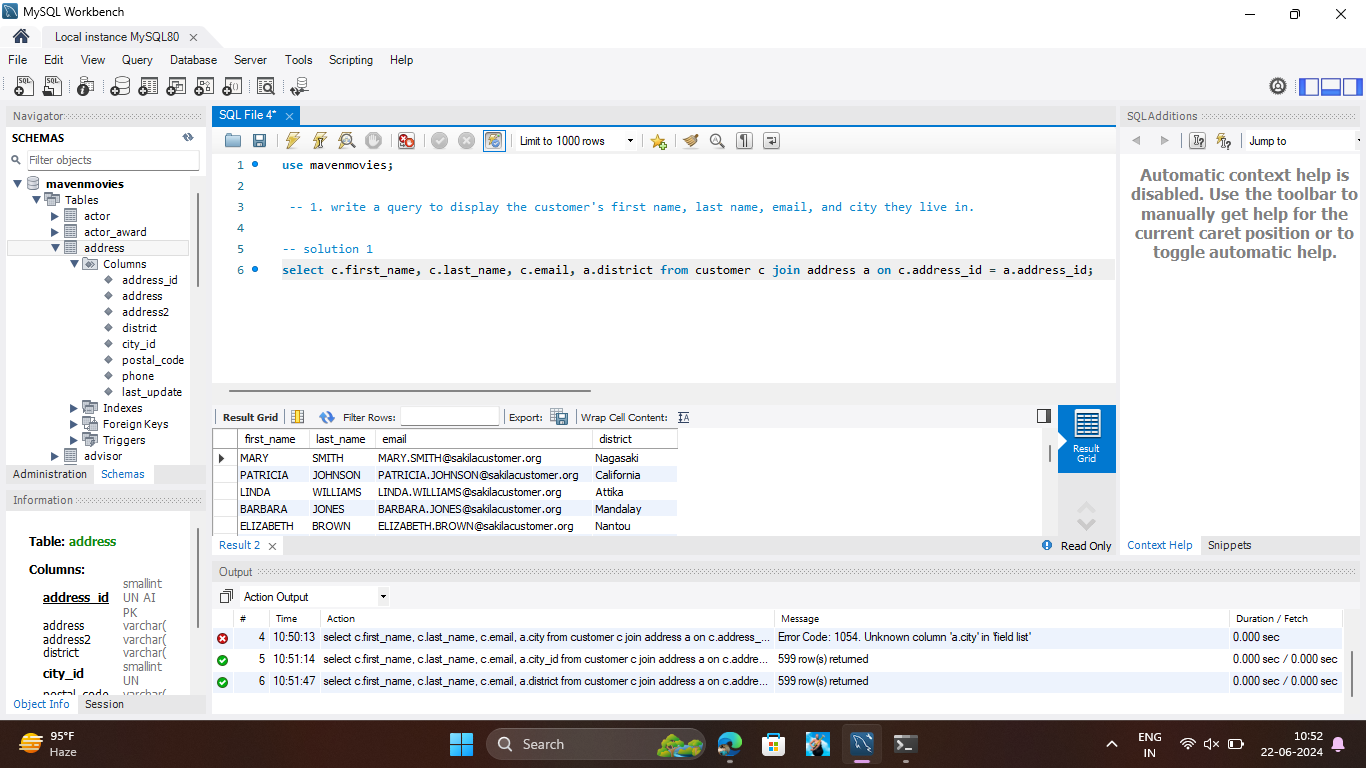 MySQL Workbench
Local instance MySQL80
File Edit View Query Database Server Tools Scripting Help
Navigator
SCHEMAS
Filter objects
mavenmovies
Tables
actor
actor_award
address
Columns
address_id
address
address2
district
city_id
postal_code
phone
last_update
Indexes
Foreign Keys
Triggers
advisor
Administration Schemas
Information
Table: address
Columns:
address_id smallint UN AI PK
address varchar(
address2 varchar(
district varchar(
city_id smallint UN
postal_code varchar(
Object Info Session
SQL File 4*
Limit to 1000 rows
1 use mavenmovies;
2
3 -- 1. write a query to display the customer's first name, last name, email, and city they live in.
4
5 -- solution 1
6 select c.first_name, c.last_name, c.email, a.district from customer c join address a on c.address_id = a.address_id;
Result Grid Filter Rows: Export: Wrap Cell Content:
first_name last_name email district
MARY SMITH MARY.SMITH@sakilacustomer.org Nagasaki
PATRICIA JOHNSON PATRICIA.JOHNSON@sakilacustomer.org California
LINDA WILLIAMS LINDA.WILLIAMS@sakilacustomer.org Attika
BARBARA JONES BARBARA.JONES@sakilacustomer.org Mandalay
ELIZABETH BROWN ELIZABETH.BROWN@sakilacustomer.org Nantou
Result Grid
Result 2
Read Only
Output
Action Output
# Time Action Message Duration / Fetch
4 10:50:13 select c.first_name, c.last_name, c.email, a.city from customer c join address a on c.address_... Error Code: 1054. Unknown column 'a.city' in 'field list' 0.000 sec
5 10:51:14 select c.first_name, c.last_name, c.email, a.city_id from customer c join address a on c.addre... 599 row(s) returned 0.000 sec / 0.000 sec
6 10:51:47 select c.first_name, c.last_name, c.email, a.district from customer c join address a on c.addre... 599 row(s) returned 0.000 sec / 0.000 sec
SQLAdditions
Jump to
Automatic context help is
disabled. Use the toolbar to
manually get help for the
current caret position or to
toggle automatic help.
Context Help Snippets
95°F
Haze
Search
ENG
IN
10:52
22-06-2024